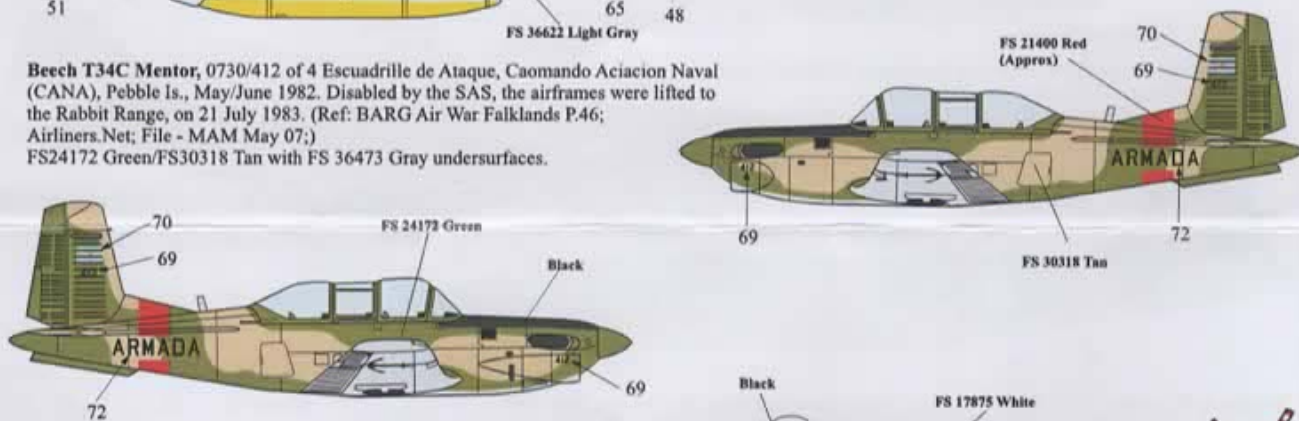 51
65
48
FS 36622 Light Gray
Beech T34C Mentor, 0730/412 of 4 Escuadrille de Ataque, Caomando Aciacion Naval
(CANA), Pebble Is., May/June 1982. Disabled by the SAS, the airframes were lifted to
the Rabbit Range, on 21 July 1983. (Ref: BARG Air War Falklands P.46;
Airliners.Net; File - MAM May 07;)
FS24172 Green/FS30318 Tan with FS 36473 Gray undersurfaces.
FS 21400 Red
(Approx)
70
69
ARMADA
69
72
FS 30318 Tan
70
69
FS 24172 Green
Black
ARMADA
412
69
72
Black
FS 17875 White